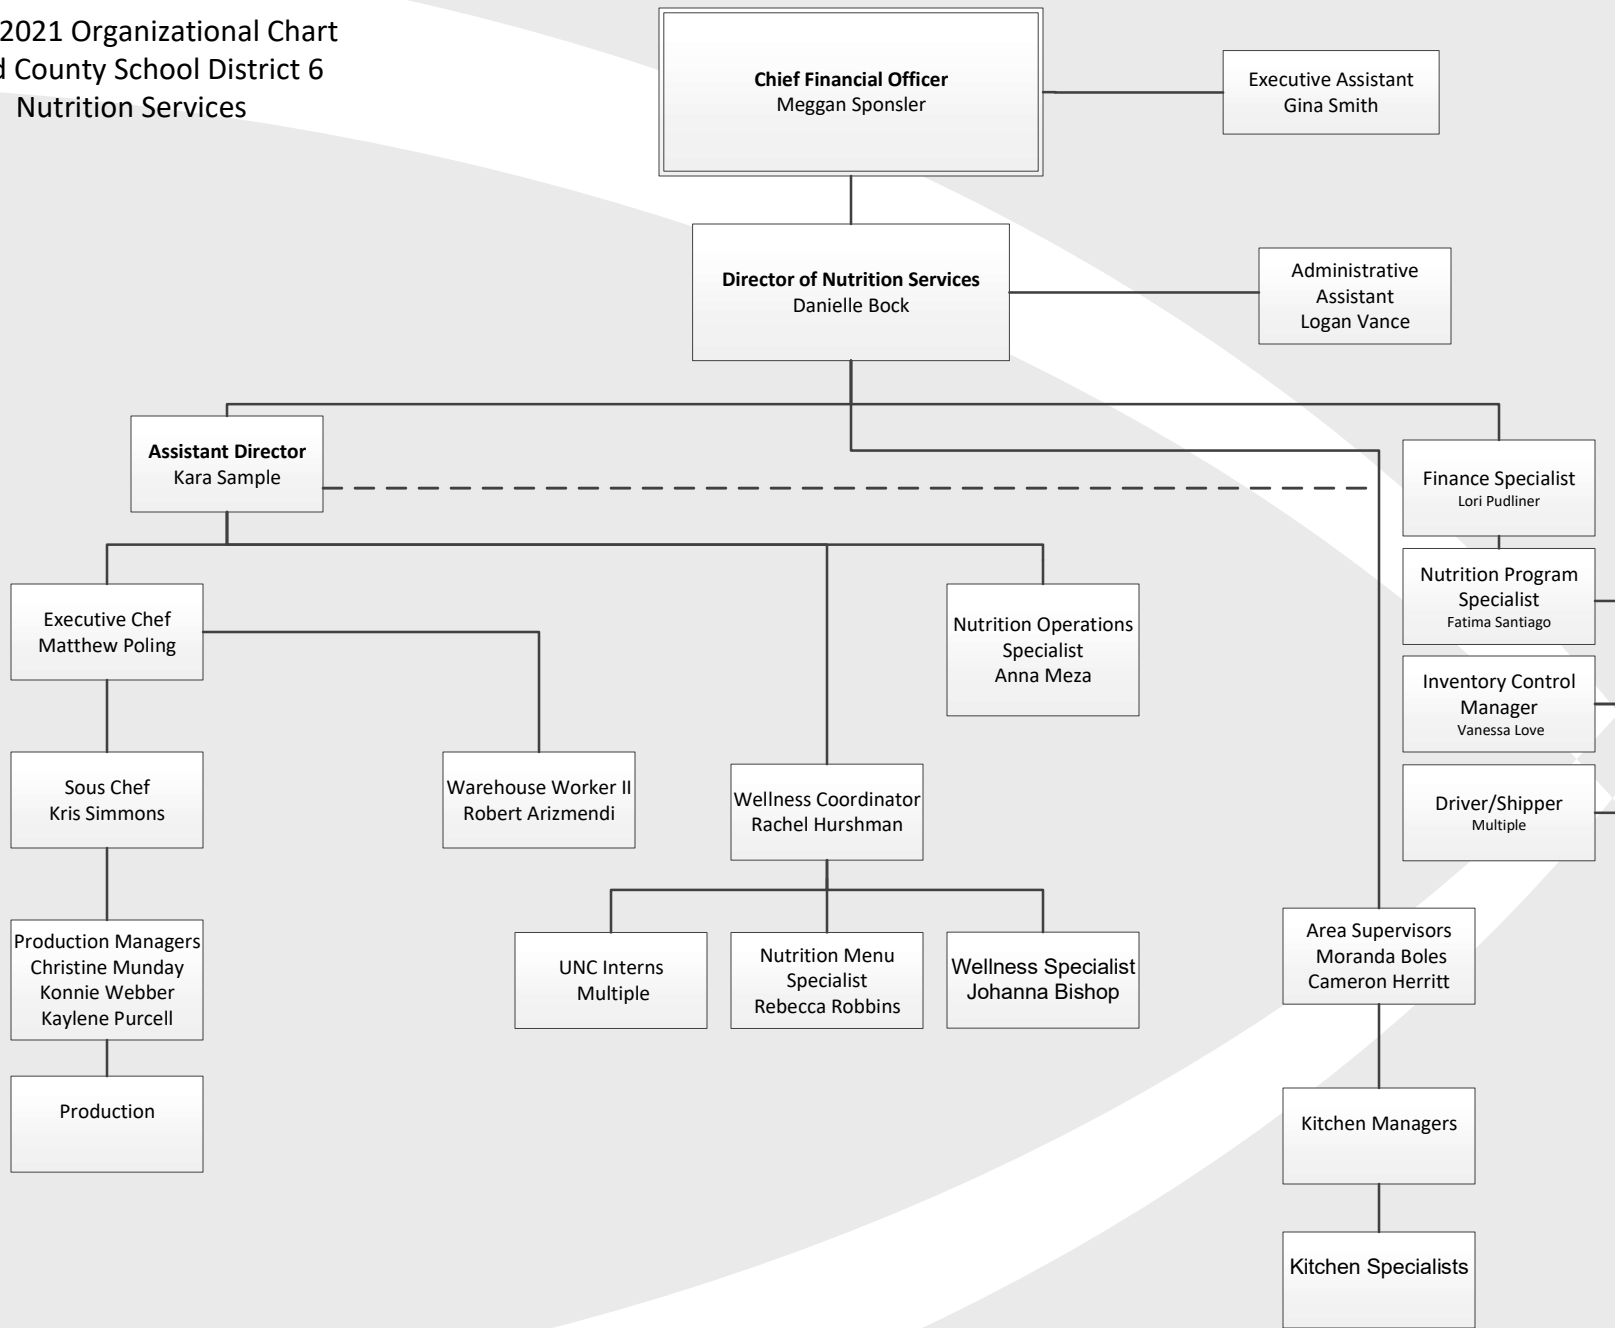 2021 Organizational Chart
County School District 6
Nutrition Services
Chief Financial Officer
Meggan Sponsler
Executive Assistant
Gina Smith
Director of Nutrition Services
Danielle Bock
Administrative
Assistant
Logan Vance
Assistant Director
Kara Sample
Finance Specialist
Lori Pudliner
Nutrition Program
Specialist
Fatima Santiago
Inventory Control
Manager
Vanessa Love
Driver/Shipper
Multiple
Executive Chef
Matthew Poling
Nutrition Operations
Specialist
Anna Meza
Sous Chef
Kris Simmons
Warehouse Worker II
Robert Arizmendi
Wellness Coordinator
Rachel Hurshman
Production Managers
Christine Munday
Konnie Webber
Kaylene Purcell
UNC Interns
Multiple
Nutrition Menu
Specialist
Rebecca Robbins
Wellness Specialist
Johanna Bishop
Area Supervisors
Moranda Boles
Cameron Herritt
Production
Kitchen Managers
Kitchen Specialists